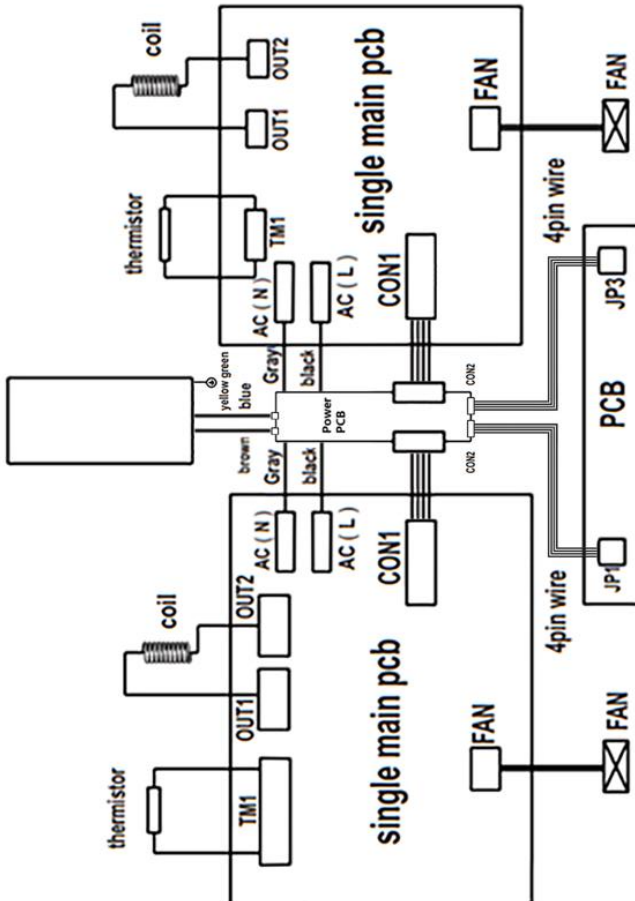 coil
OUT2
OUT1
single main pcb
FAN
FAN
thermistor
TM1
4pin wire
AC ( N )
AC ( L )
CON1
JP3
yellow green
blue
Gray
black
CON2
Power
PCB
PCB
brown
Gray
black
CON2
AC ( N )
AC ( L )
CON1
JP1
4pin wire
coil
OUT2
OUT1
single main pcb
FAN
FAN
thermistor
TM1